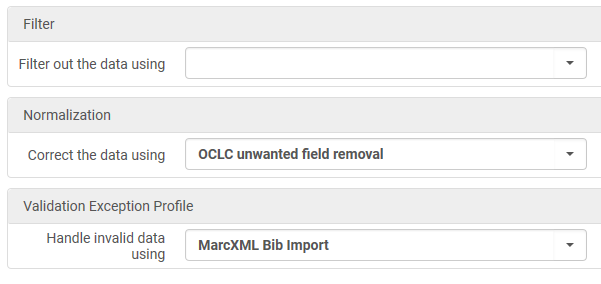 Filter
Filter out the data using
Normalization
Correct the data using OCLC unwanted field removal
Validation Exception Profile
Handle invalid data MarcXML Bib Import
using